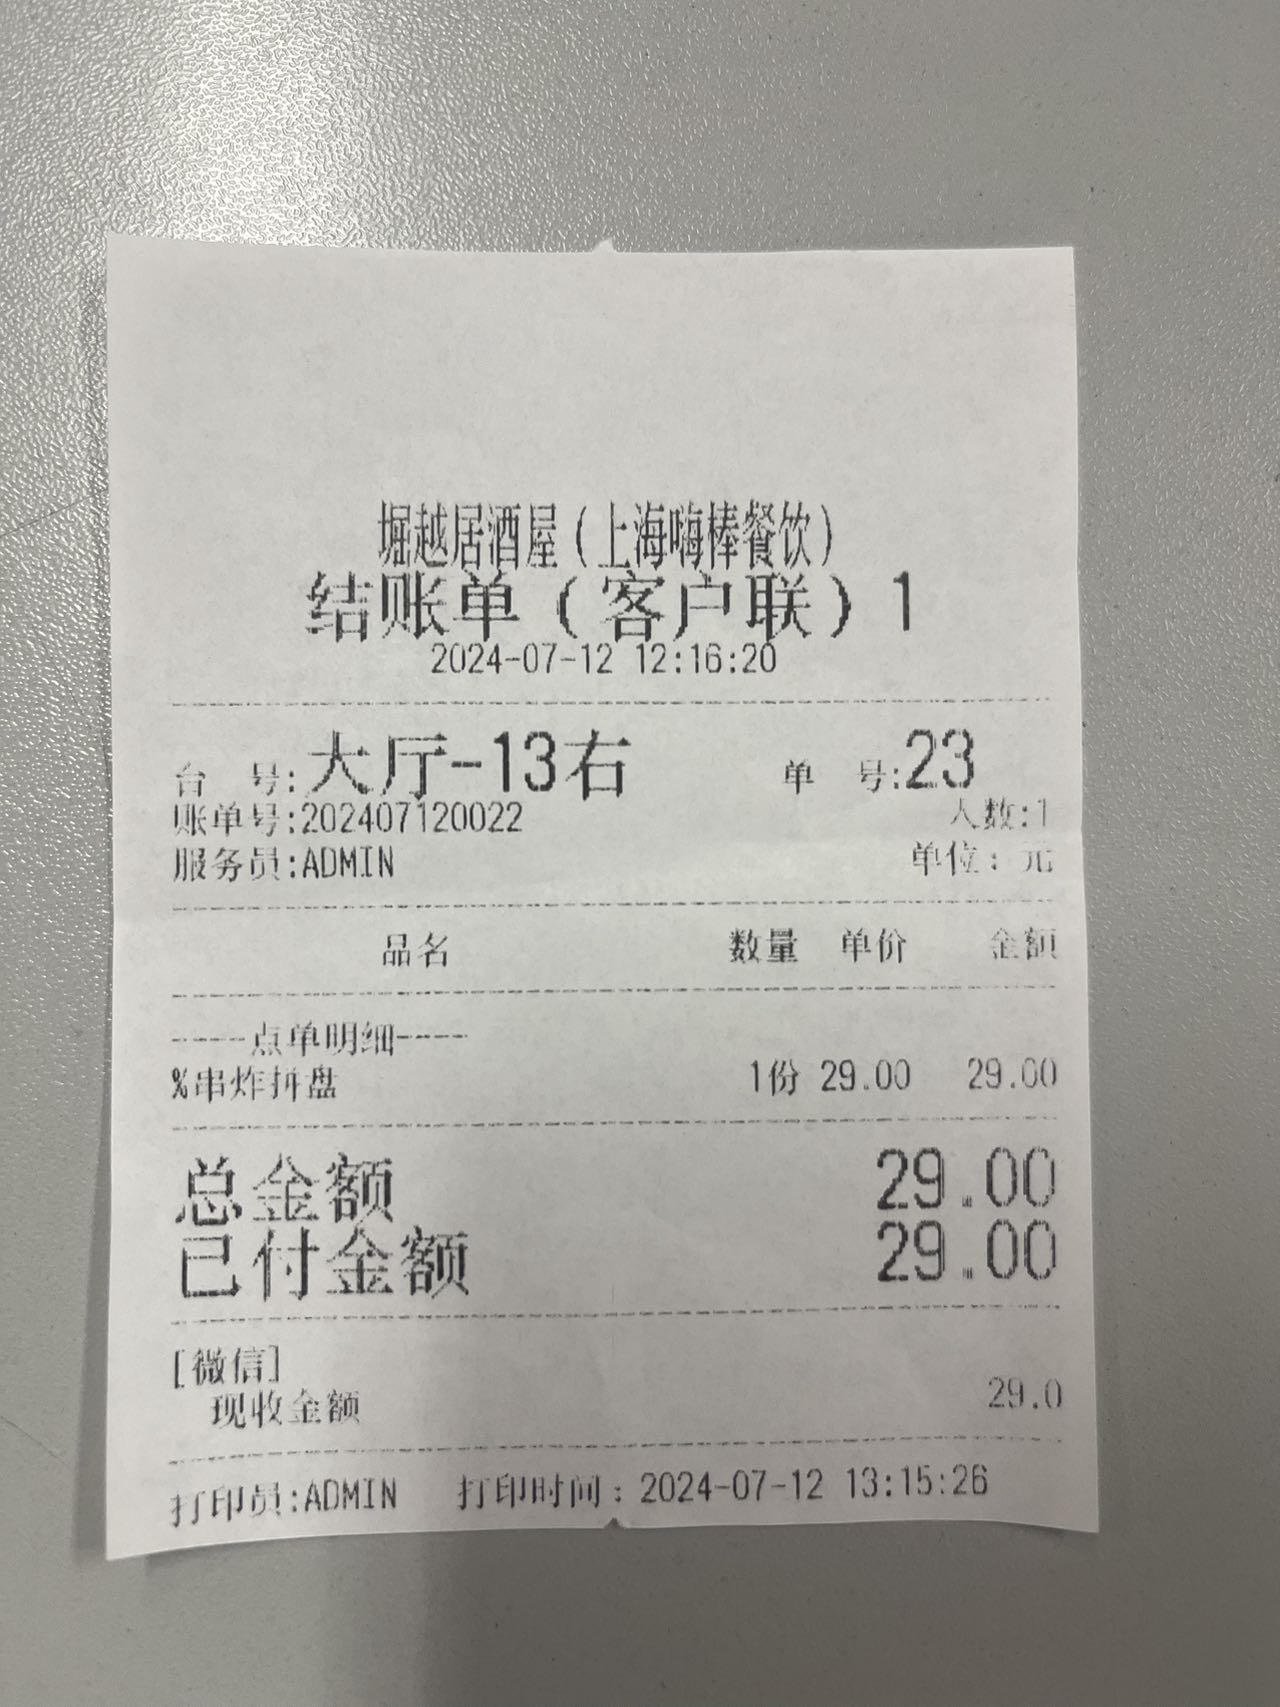 堀越居酒屋(上海嗨棒餐饮)
结账单(客户联)1
2024-07-12 12:16:20
台 号:大厅-13右 单 号:23
账单号:202407120022 人数:1
服务员:ADMIN 单位: 元
品名 数量 单价 金额
----点单明细----
%串炸拼盘 1份 29.00 29.00
总金额 29.00
已付金额 29.00
[微信]
现收金额 29.0
打印员:ADMIN 打印时间: 2024-07-12 13:15:26